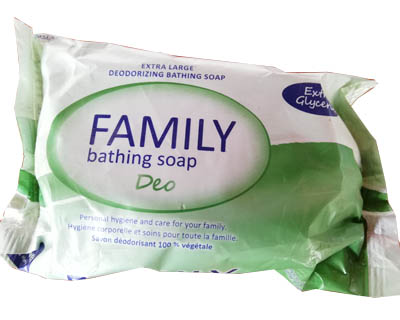 EXTRA LARGE
DEODORIZING BATHING SOAP
Extra
Glycerin
FAMILY
bathing soap
Deo
Personal hygiene and care for your family.
Hygiène corporelle et soins pour toute la famille.
Savon déodorisant 100 % végétale